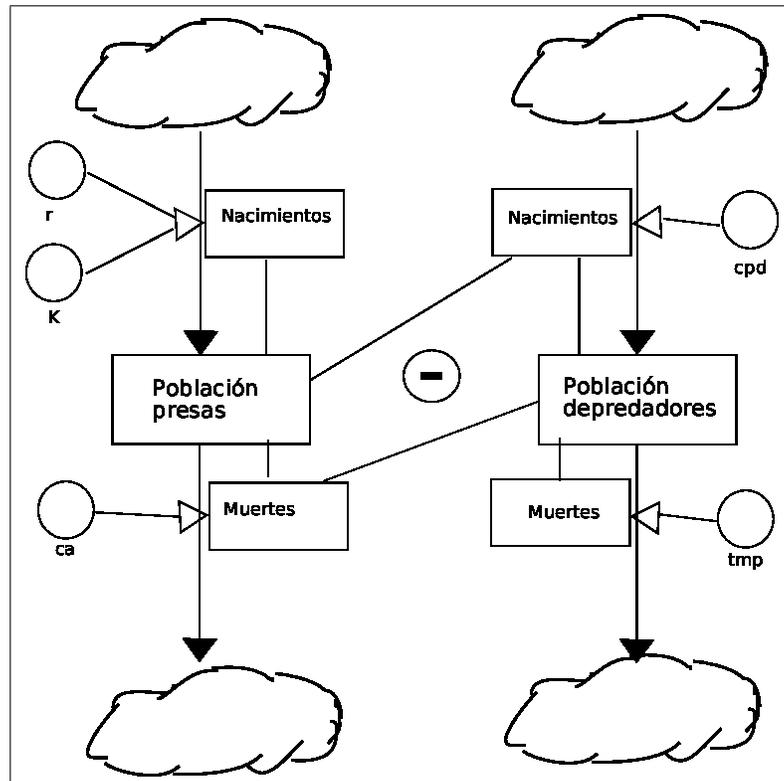 r
K
Nacimientos
Nacimientos
cpd
Población
presas
Población
depredadores
ca
Muertes
Muertes
tmp